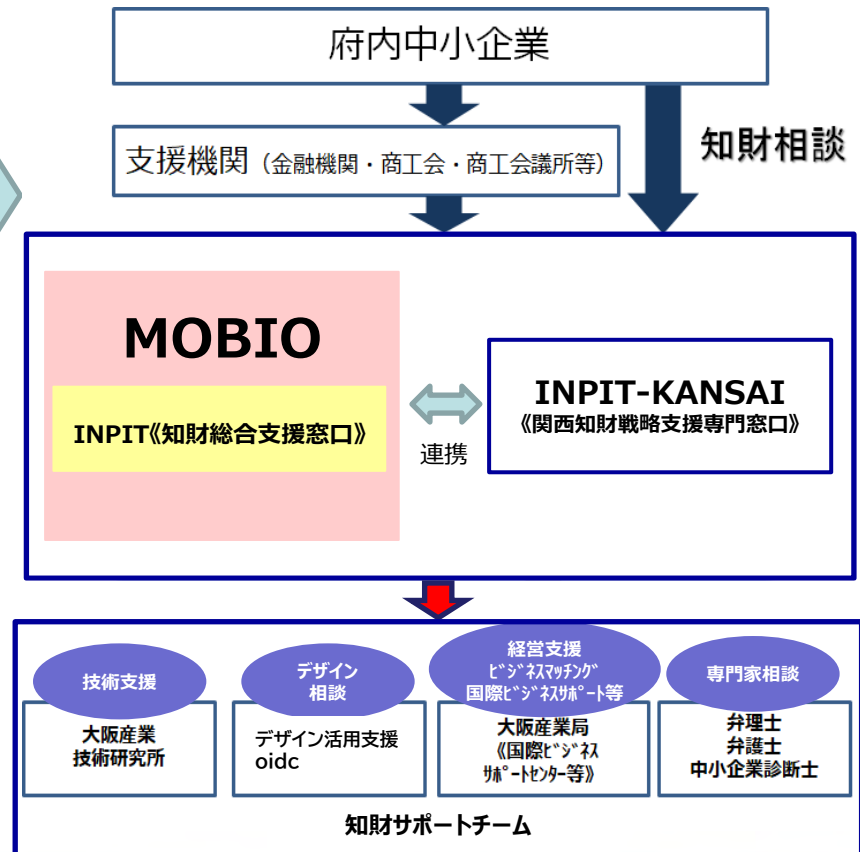 府内中小企業
支援機関（金融機関・商工会・商工会議所等）
知財相談
MOBIO
INPIT《知財総合支援窓口》
連携
INPIT-KANSAI
《関西知財戦略支援専門窓口》
技術支援
大阪産業
技術研究所
デザイン
相談
デザイン活用支援
oidc
経営支援
ﾋﾞｼﾞﾈｽﾏｯﾁﾝｸﾞ
国際ﾋﾞｼﾞﾈｽｻﾎﾟｰﾄ等
大阪産業局
《国際ﾋﾞｼﾞﾈｽ
ｻﾎﾟｰﾄｾﾝﾀｰ等》
専門家相談
弁理士
弁護士
中小企業診断士
知財サポートチーム